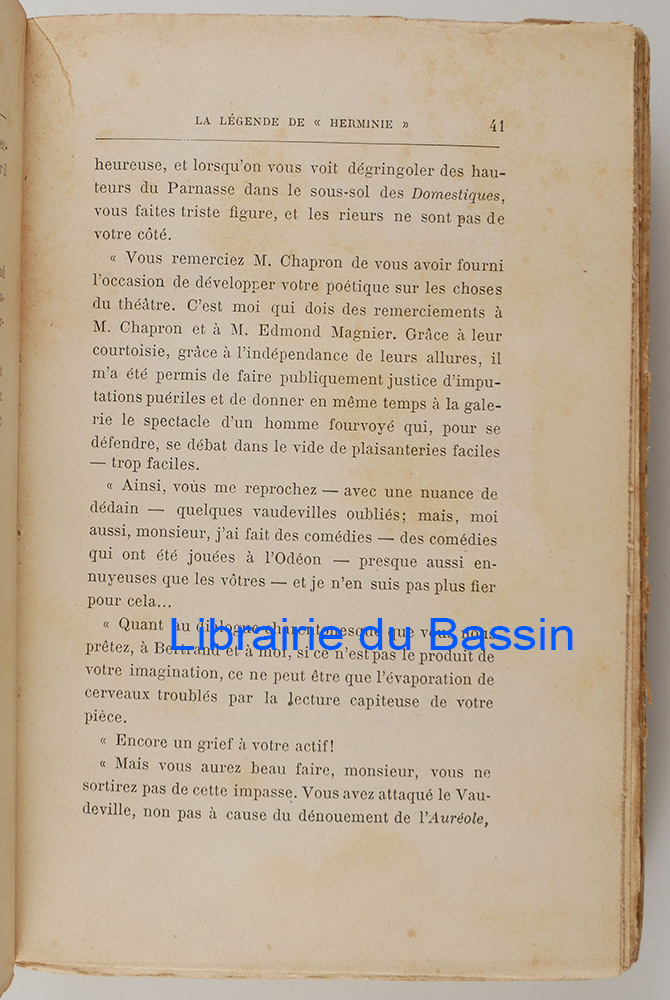 LA LÉGENDE DE « HERMINIE » 41
heureuse, et lorsqu'on vous voit dégringoler des hau-
teurs du Parnasse dans le sous-sol des Domestiques,
vous faites triste figure, et les rieurs ne sont pas de
votre côté.
« Vous remerciez M. Chapron de vous avoir fourni
l'occasion de développer votre poétique sur les choses
du théâtre. C'est moi qui dois des remerciements à
M. Chapron et à M. Edmond Magnier. Grâce à leur
courtoisie, grâce à l'indépendance de leurs allures, il
m'a été permis de faire publiquement justice d'impu-
tations puériles et de donner en même temps à la gale-
rie le spectacle d'un homme fourvoyé qui, pour se
défendre, se débat dans le vide de plaisanteries faciles
— trop faciles.
« Ainsi, vous me reprochez — avec une nuance de
dédain — quelques vaudevilles oubliés; mais, moi
aussi, monsieur, j'ai fait des comédies — des comédies
qui ont été jouées à l'Odéon — presque aussi en-
nuyeuses que les vôtres — et je n'en suis pas plus fier
pour cela...
« Quant au dialogue charentonesque que vous nous
Librairie du Bassin
prêtez, à Bertrand et à moi, si ce n'est pas le produit de
votre imagination, ce ne peut être que l'évaporation de
cerveaux troublés par la lecture capiteuse de votre
pièce.
« Encore un grief à votre actif!
« Mais vous aurez beau faire, monsieur, vous ne
sortirez pas de cette impasse. Vous avez attaqué le Vau-
deville, non pas à cause du dénouement de l'Auréole,